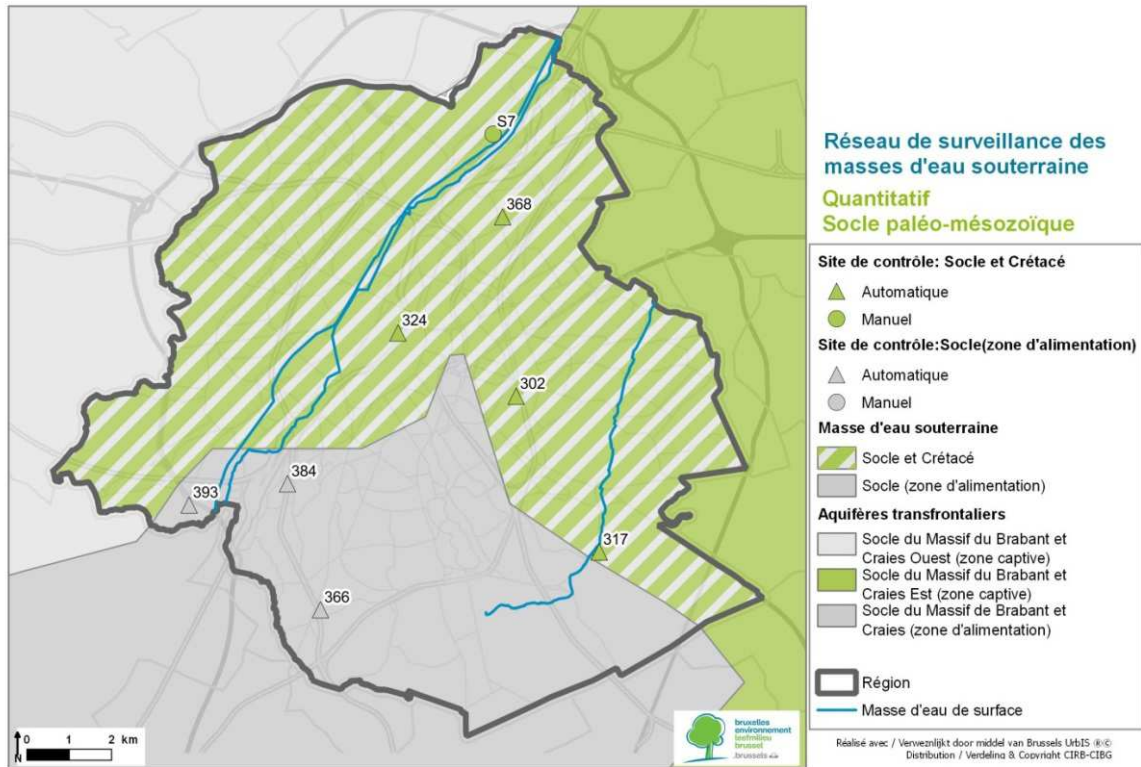 S7
368
324
302
384
393
317
366
N
0 1 2 km
bruxelles
environnement
leefmilieu
brussel
.brussels
Réseau de surveillance des
masses d'eau souterraine
Quantitatif
Socle paléo-mésozoïque
Site de contrôle: Socle et Crétacé
Automatique
Manuel
Site de contrôle:Socle(zone d'alimentation)
Automatique
Manuel
Masse d'eau souterraine
Socle et Crétacé
Socle (zone d'alimentation)
Aquifères transfrontaliers
Socle du Massif du Brabant et
Craies Ouest (zone captive)
Socle du Massif du Brabant et
Craies Est (zone captive)
Socle du Massif de Brabant et
Craies (zone d'alimentation)
Région
Masse d'eau de surface
Réalisé avec / Verweznlijkt door middel van Brussels UrbIS ®©
Distribution / Verdeling & Copyright CIRB-CIBG